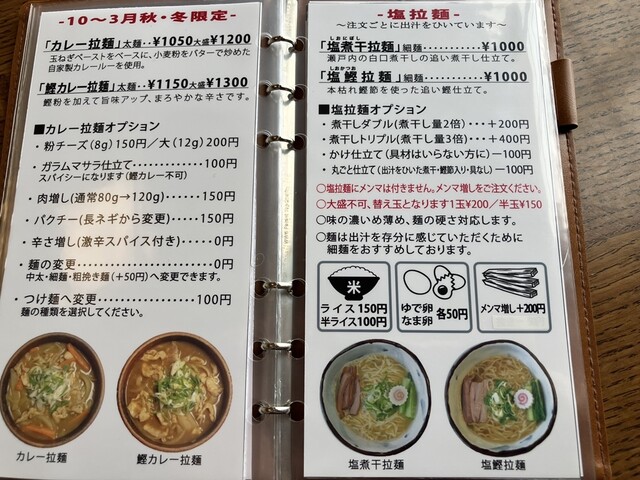 -10～3月秋・冬限定-
「カレー拉麺」太麺‥¥1050大盛¥1200
玉ねぎペーストをベースに、小麦粉をバターで炒めた
自家製カレールーを使用。
「鰹カレー拉麺」太麺‥¥1150大盛¥1300
鰹粉を加えて旨味アップ、まろやかな辛さです。
■カレー拉麺オプション
・粉チーズ(8g)150円／大(12g)200円
・ガラムマサラ仕立て‥‥‥‥100円
スパイシーになります(鰹カレー不可)
・肉増し(通常80g→120g)‥‥‥150円
・パクチー(長ネギから変更)‥‥150円
・辛さ増し(激辛スパイス付き)‥‥0円
・麺の変更‥‥‥‥‥‥‥‥‥0円
中太・細麺・粗挽き麺(+50円)へ変更できます。
・つけ麺へ変更‥‥‥‥‥‥100円
麺の種類を選択してください。
カレー拉麺
鰹カレー拉麺
-塩拉麺-
～注文ごとに出汁をひいています～
しおにぼし
「塩煮干拉麺」細麺‥‥‥‥¥1000
瀬戸内の白口煮干しの追い煮干し仕立て。
しおかつお
「塩鰹拉麺」細麺‥‥‥‥‥¥1000
本枯れ鰹節を使った追い鰹仕立て。
■塩拉麺オプション
・煮干しダブル(煮干し量2倍)‥‥+200円
・煮干しトリプル(煮干し量3倍)‥+400円
・かけ仕立て(具材はいらない方に)－100円
・丸ごと仕立て(出汁をひいた煮干・鰹節入り・具なし)－100円
○塩拉麺にメンマは付きません。メンマ増しをご注文ください。
○大盛不可、替え玉となります1玉¥200／半玉¥150
○味の濃いめ薄め、麺の硬さ対応します。
○麺は出汁を存分に感じていただくために
細麺をおすすめしております。
米
ライス150円
半ライス100円
ゆで卵
なま卵
各50円
メンマ増し+200円
塩煮干拉麺
塩鰹拉麺